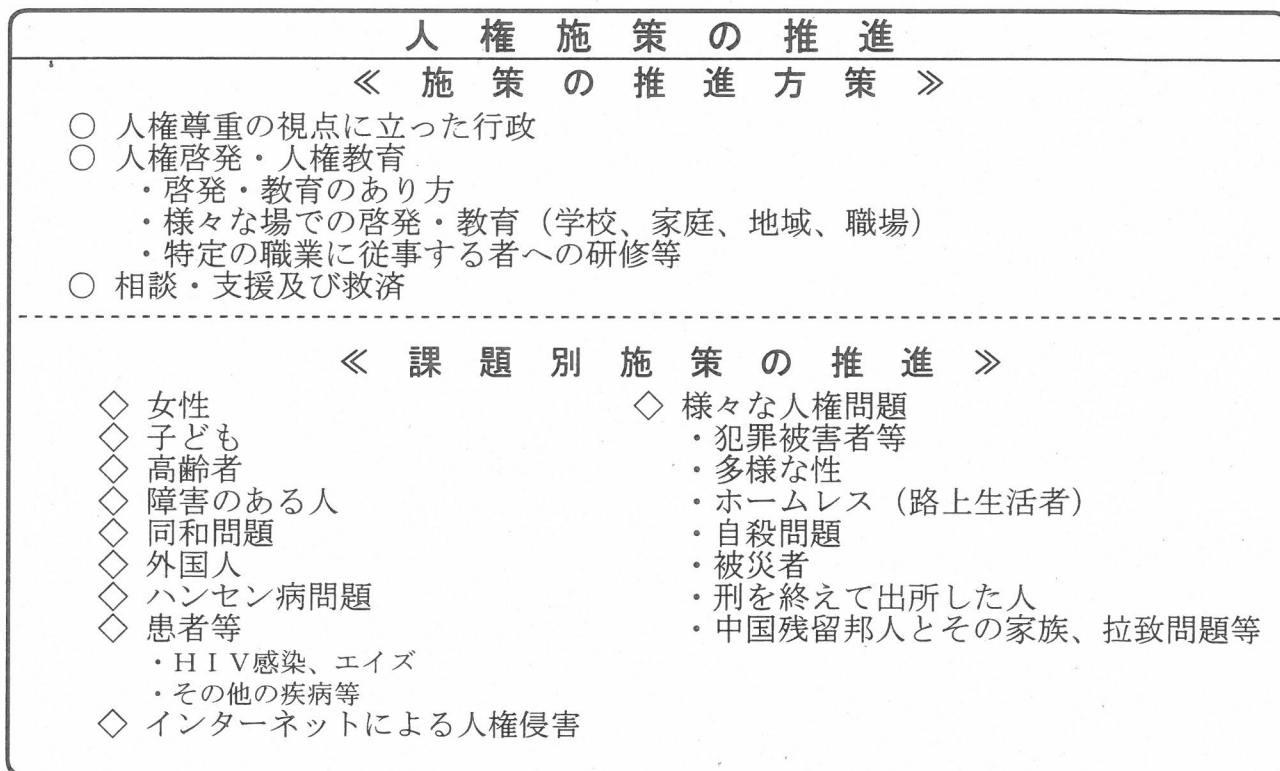 人権施策の推進
≪施策の推進方策≫
○ 人権尊重の視点に立った行政
○ 人権啓発・人権教育
・啓発・教育のあり方
・様々な場での啓発・教育（学校、家庭、地域、職場）
・特定の職業に従事する者への研修等
○ 相談・支援及び救済
≪課題別施策の推進≫
◇ 女性
◇ 子ども
◇ 高齢者
◇ 障害のある人
◇ 同和問題
◇ 外国人
◇ ハンセン病問題
◇ 患者等
・ＨＩＶ感染、エイズ
・その他の疾病等
◇ インターネットによる人権侵害
◇ 様々な人権問題
・犯罪被害者等
・多様な性
・ホームレス（路上生活者）
・自殺問題
・被災者
・刑を終えて出所した人
・中国残留邦人とその家族、拉致問題等